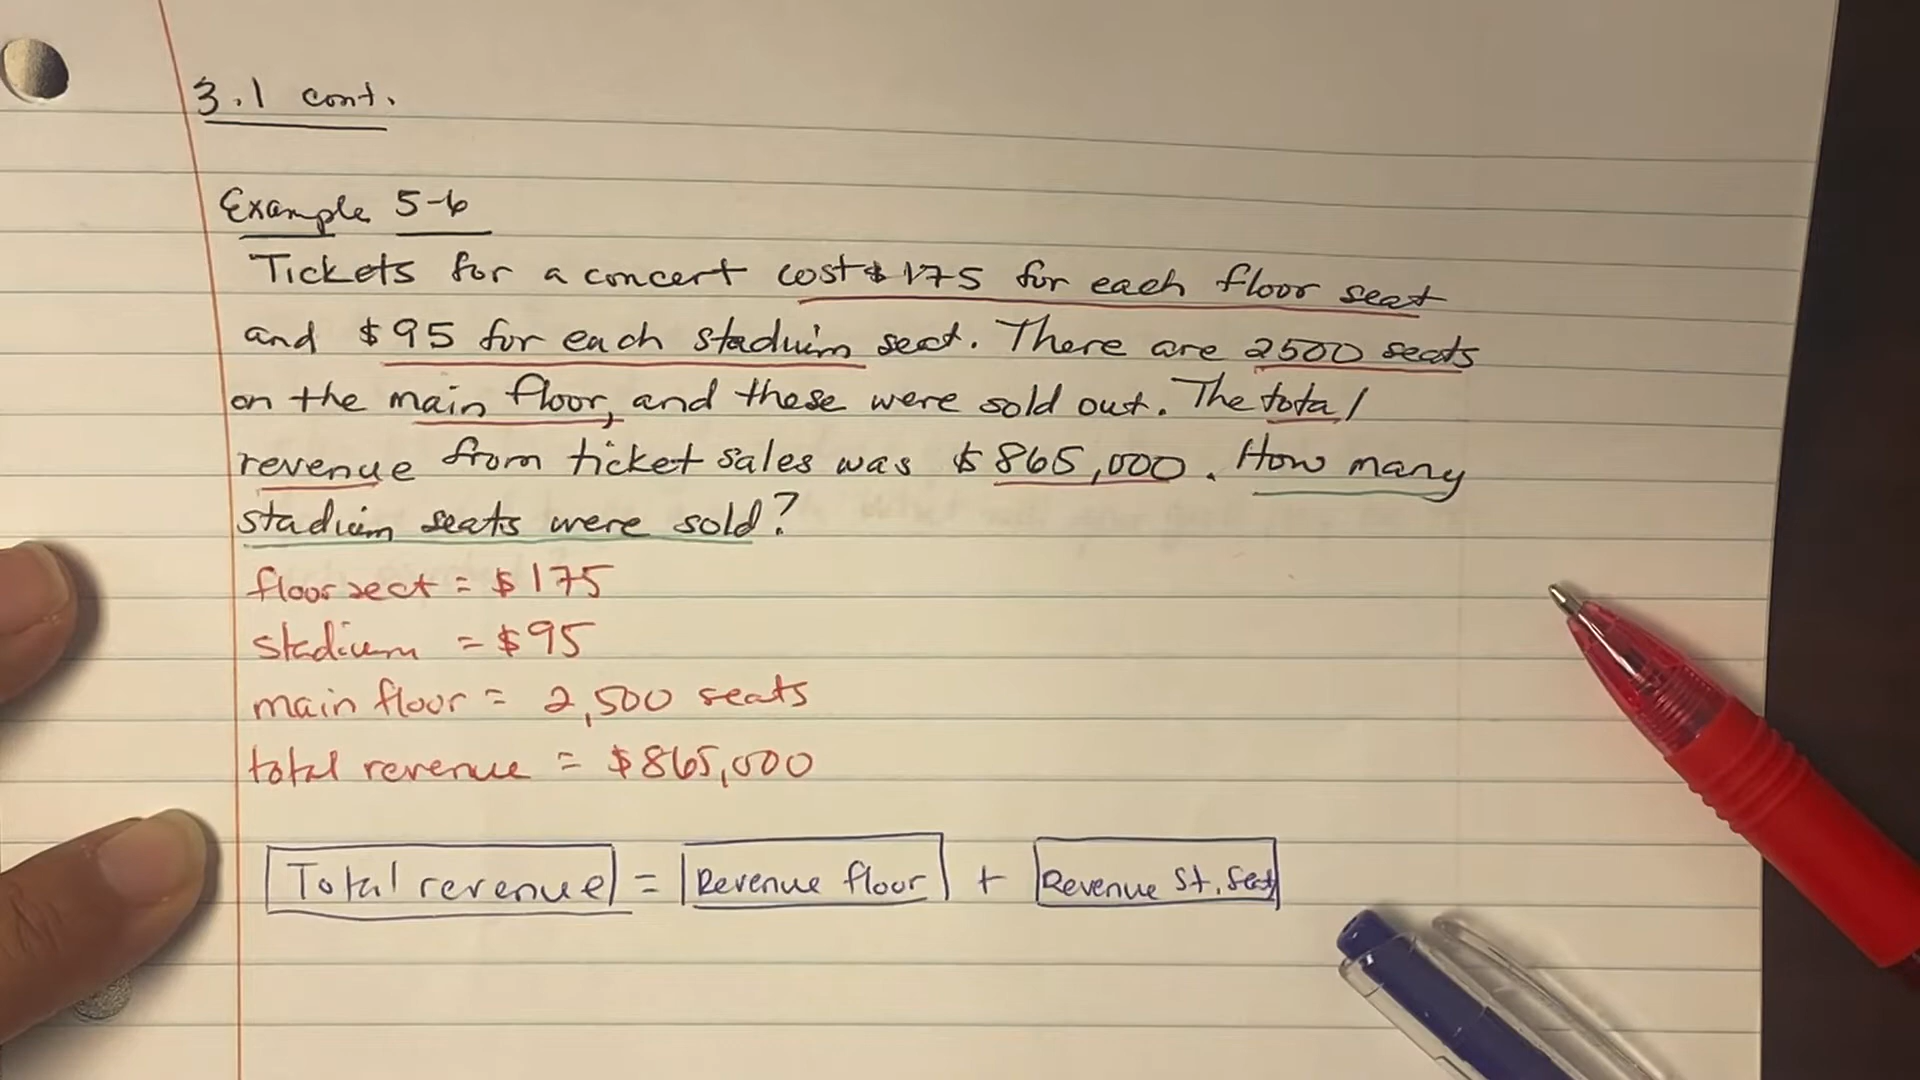 3.1 cont.
Example 5-6
Tickets for a concert cost $175 for each floor seat
and $95 for each stadium seat. There are 2500 seats
on the main floor, and these were sold out. The total
revenue from ticket sales was $865,000. How many
stadium seats were sold?
floor seat = $175
stadium = $95
main floor = 2,500 seats
total revenue = $865,000
Total revenue = Revenue floor + Revenue St. Seat